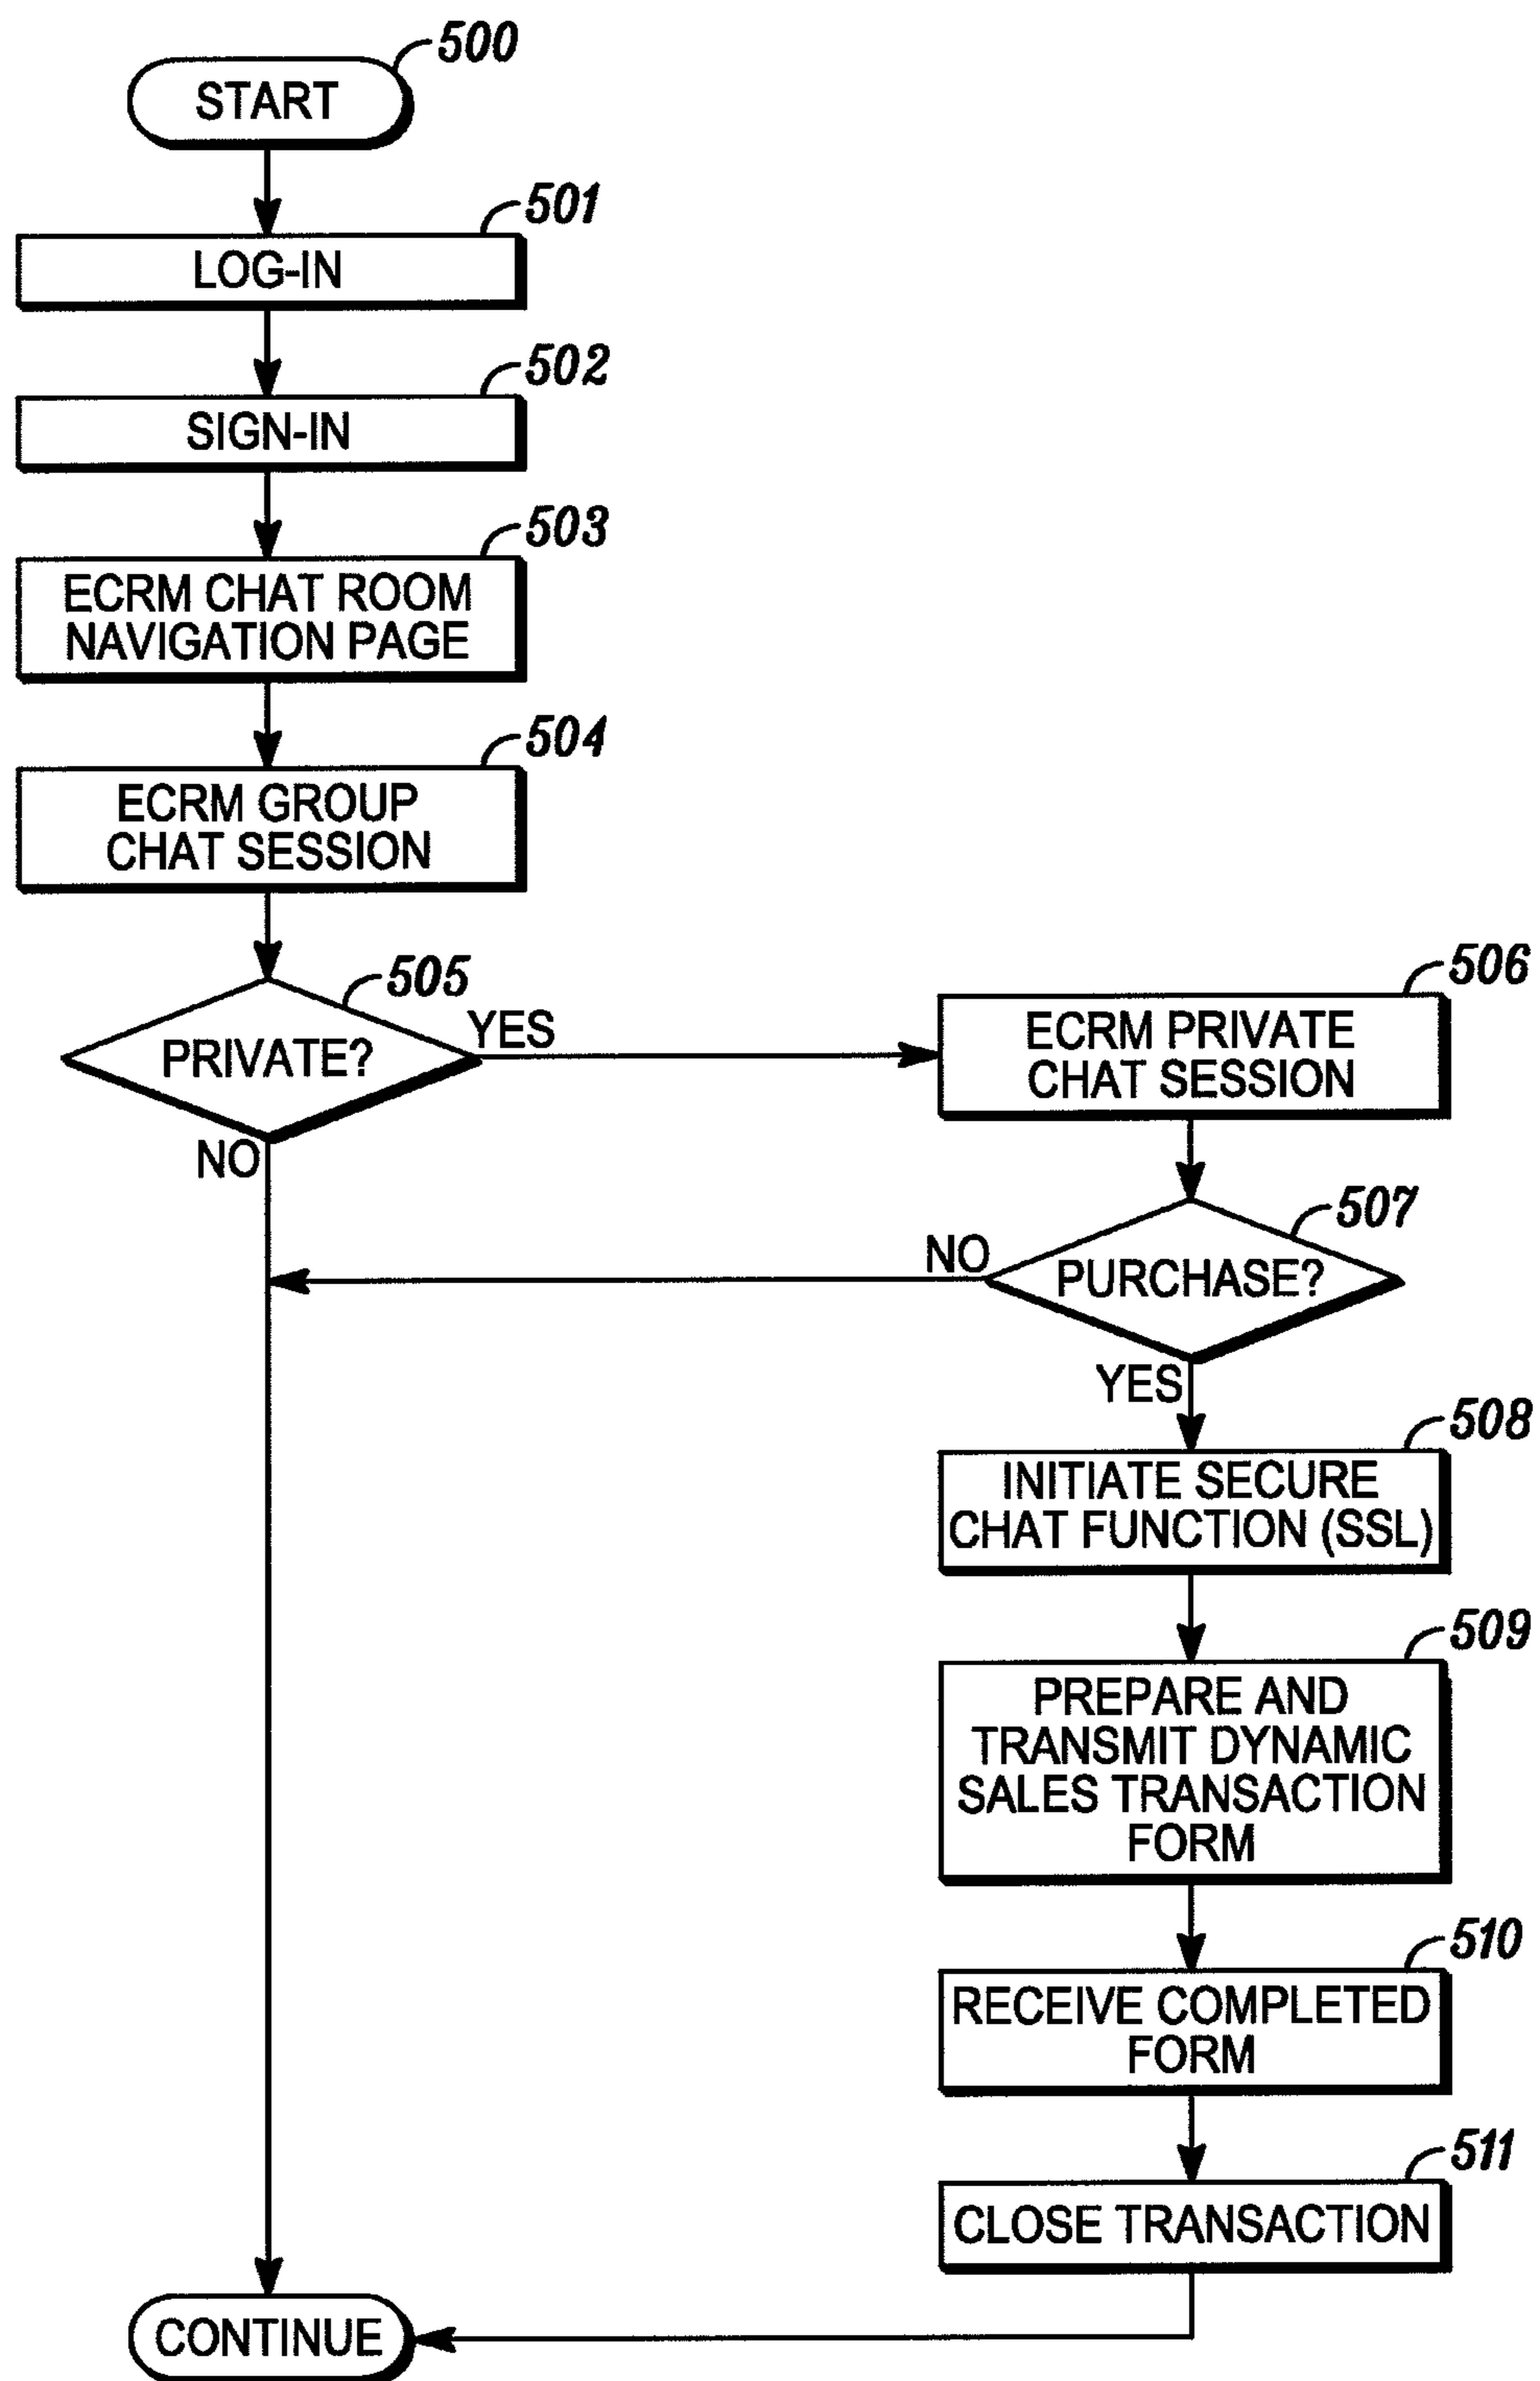 500
START
501
LOG-IN
502
SIGN-IN
503
ECRM CHAT ROOM
NAVIGATION PAGE
504
ECRM GROUP
CHAT SESSION
505
PRIVATE?
YES
NO
506
ECRM PRIVATE
CHAT SESSION
507
PURCHASE?
NO
YES
508
INITIATE SECURE
CHAT FUNCTION (SSL)
509
PREPARE AND
TRANSMIT DYNAMIC
SALES TRANSACTION
FORM
510
RECEIVE COMPLETED
FORM
511
CLOSE TRANSACTION
CONTINUE